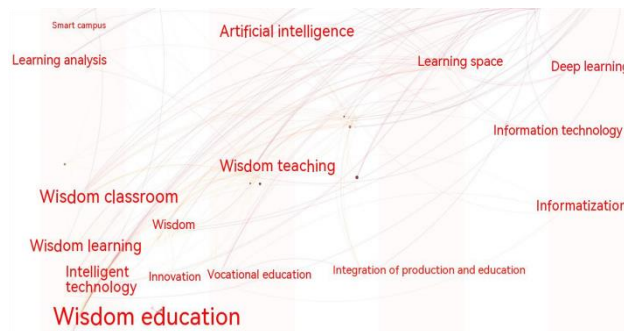 Smart campus
Artificial intelligence
Learning analysis
Learning space
Deep learning
Information technology
Wisdom teaching
Wisdom classroom
Informatization
Wisdom
Wisdom learning
Intelligent
technology
Innovation
Vocational education
Integration of production and education
Wisdom education